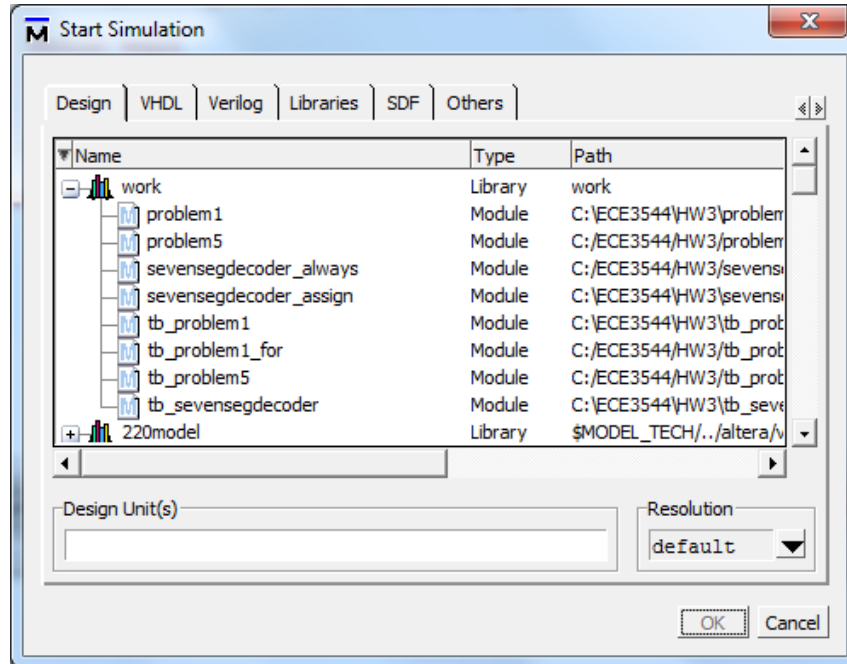 Start Simulation
Design VHDL Verilog Libraries SDF Others
Name Type Path
work Library work
problem1 Module C:\ECE3544\HW3\problem
problem5 Module C:/ECE3544/HW3/problem
sevensegdecoder_always Module C:/ECE3544/HW3/sevens
sevensegdecoder_assign Module C:\ECE3544\HW3\sevens
tb_problem1 Module C:\ECE3544\HW3\tb_prob
tb_problem1_for Module C:/ECE3544/HW3/tb_prob
tb_problem5 Module C:/ECE3544/HW3/tb_prob
tb_sevensegdecoder Module C:\ECE3544\HW3\tb_seve
220model Library $MODEL_TECH/../altera/v
Design Unit(s) Resolution
default
OK Cancel